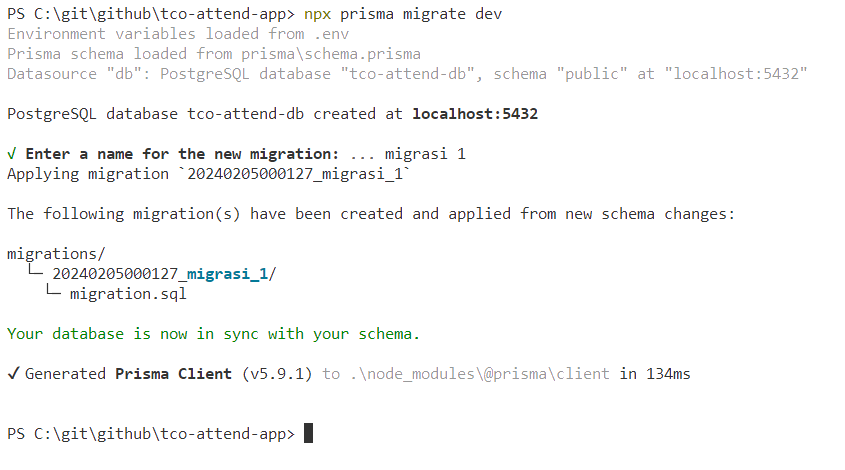 PS C:\git\github\tco-attend-app> npx prisma migrate dev
Environment variables loaded from .env
Prisma schema loaded from prisma\schema.prisma
Datasource "db": PostgreSQL database "tco-attend-db", schema "public" at "localhost:5432"
PostgreSQL database tco-attend-db created at localhost:5432
√ Enter a name for the new migration: ... migrasi 1
Applying migration `20240205000127_migrasi_1`
The following migration(s) have been created and applied from new schema changes:
migrations/
└─ 20240205000127_migrasi_1/
└─ migration.sql
Your database is now in sync with your schema.
✔ Generated Prisma Client (v5.9.1) to .\node_modules\@prisma\client in 134ms
PS C:\git\github\tco-attend-app>